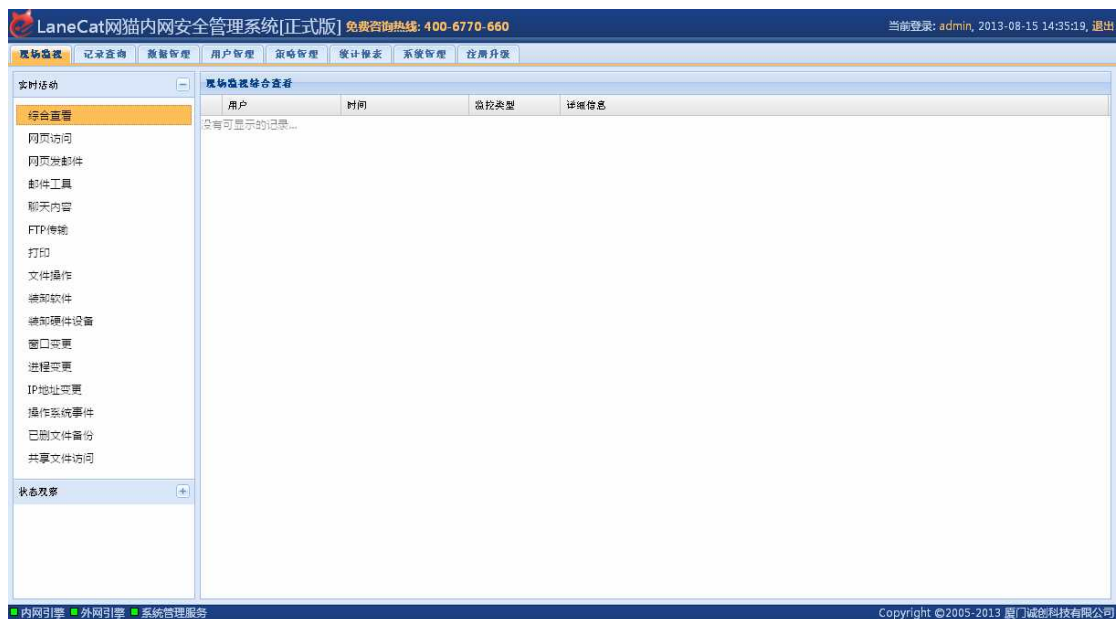 LaneCat网猫内网安全管理系统[正式版] 免费咨询热线: 400-6770-660
当前登录: admin, 2013-08-15 14:35:19, 退出
现场监视 记录查询 数据管理 用户管理 策略管理 统计报表 系统管理 注册升级
实时活动
综合查看
网页访问
网页发邮件
邮件工具
聊天内容
FTP传输
打印
文件操作
装卸软件
装卸硬件设备
窗口变更
进程变更
IP地址变更
操作系统事件
已删文件备份
共享文件访问
状态观察
现场监视综合查看
用户 时间 监控类型 详细信息
没有可显示的记录...
内网引擎 外网引擎 系统管理服务
Copyright ©2005-2013 厦门诚创科技有限公司